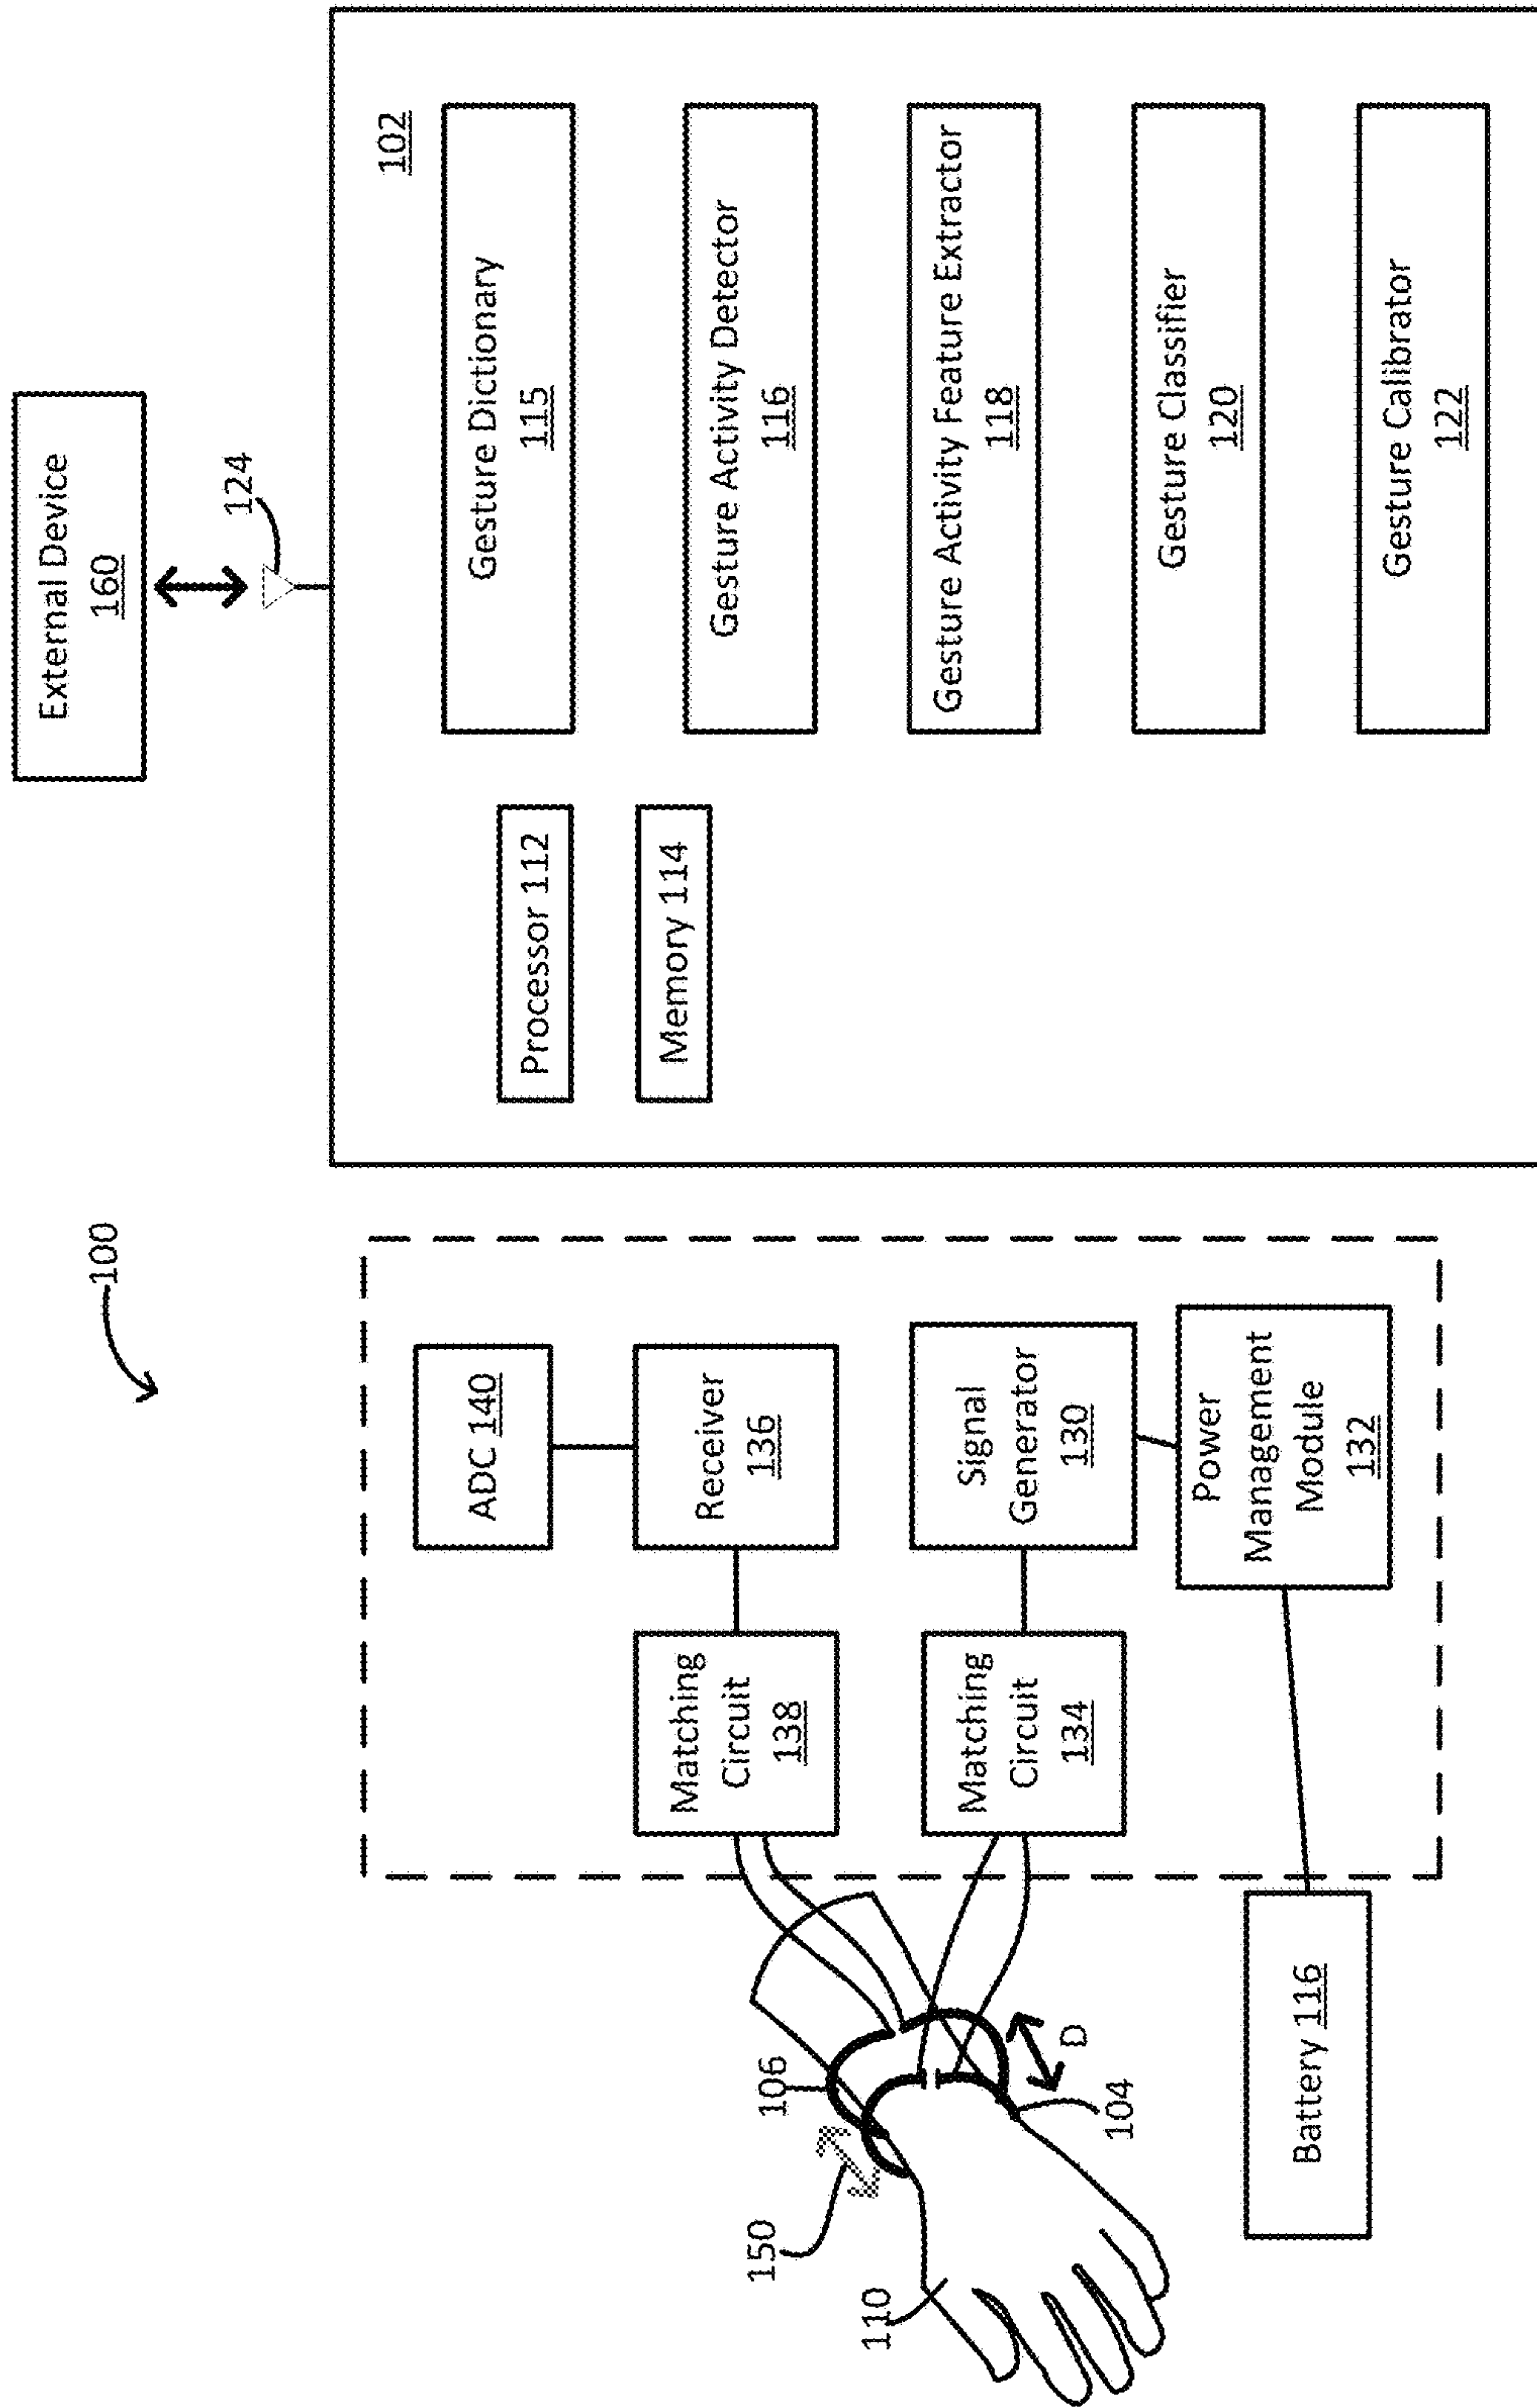 100
External Device
160
124
102
Processor 112
Memory 114
Gesture Dictionary
115
Gesture Activity Detector
116
Gesture Activity Feature Extractor
118
Gesture Classifier
120
Gesture Calibrator
122
ADC 140
Receiver
136
Matching
Circuit
138
Signal
Generator
130
Matching
Circuit
134
Power
Management
Module
132
Battery 116
106
150
110
104
D